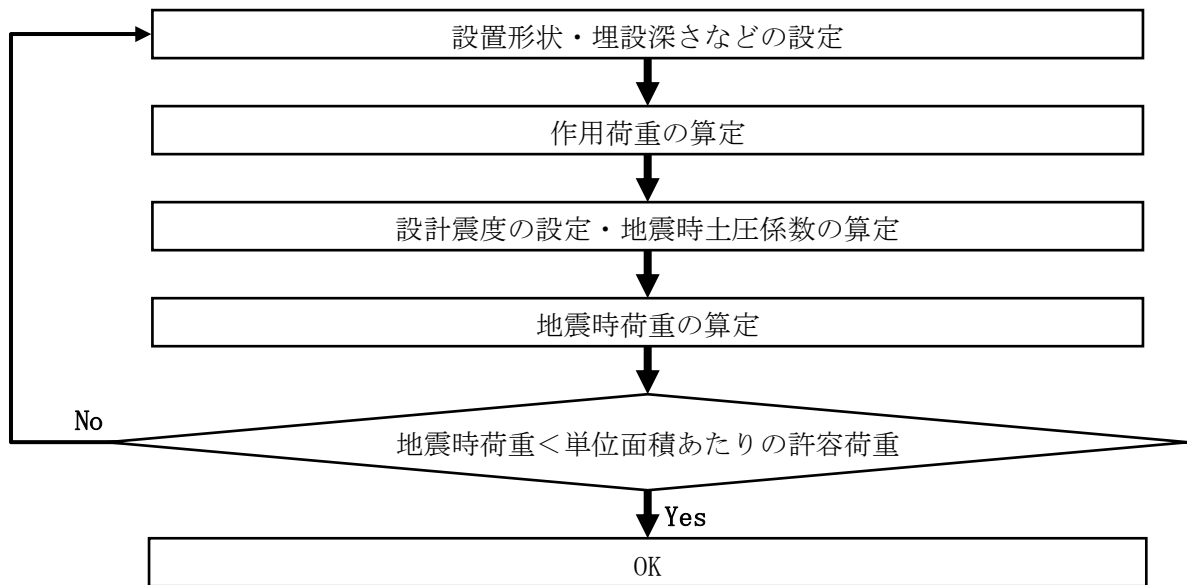 設置形状・埋設深さなどの設定
作用荷重の算定
設計震度の設定・地震時土圧係数の算定
地震時荷重の算定
No
地震時荷重＜単位面積あたりの許容荷重
Yes
OK